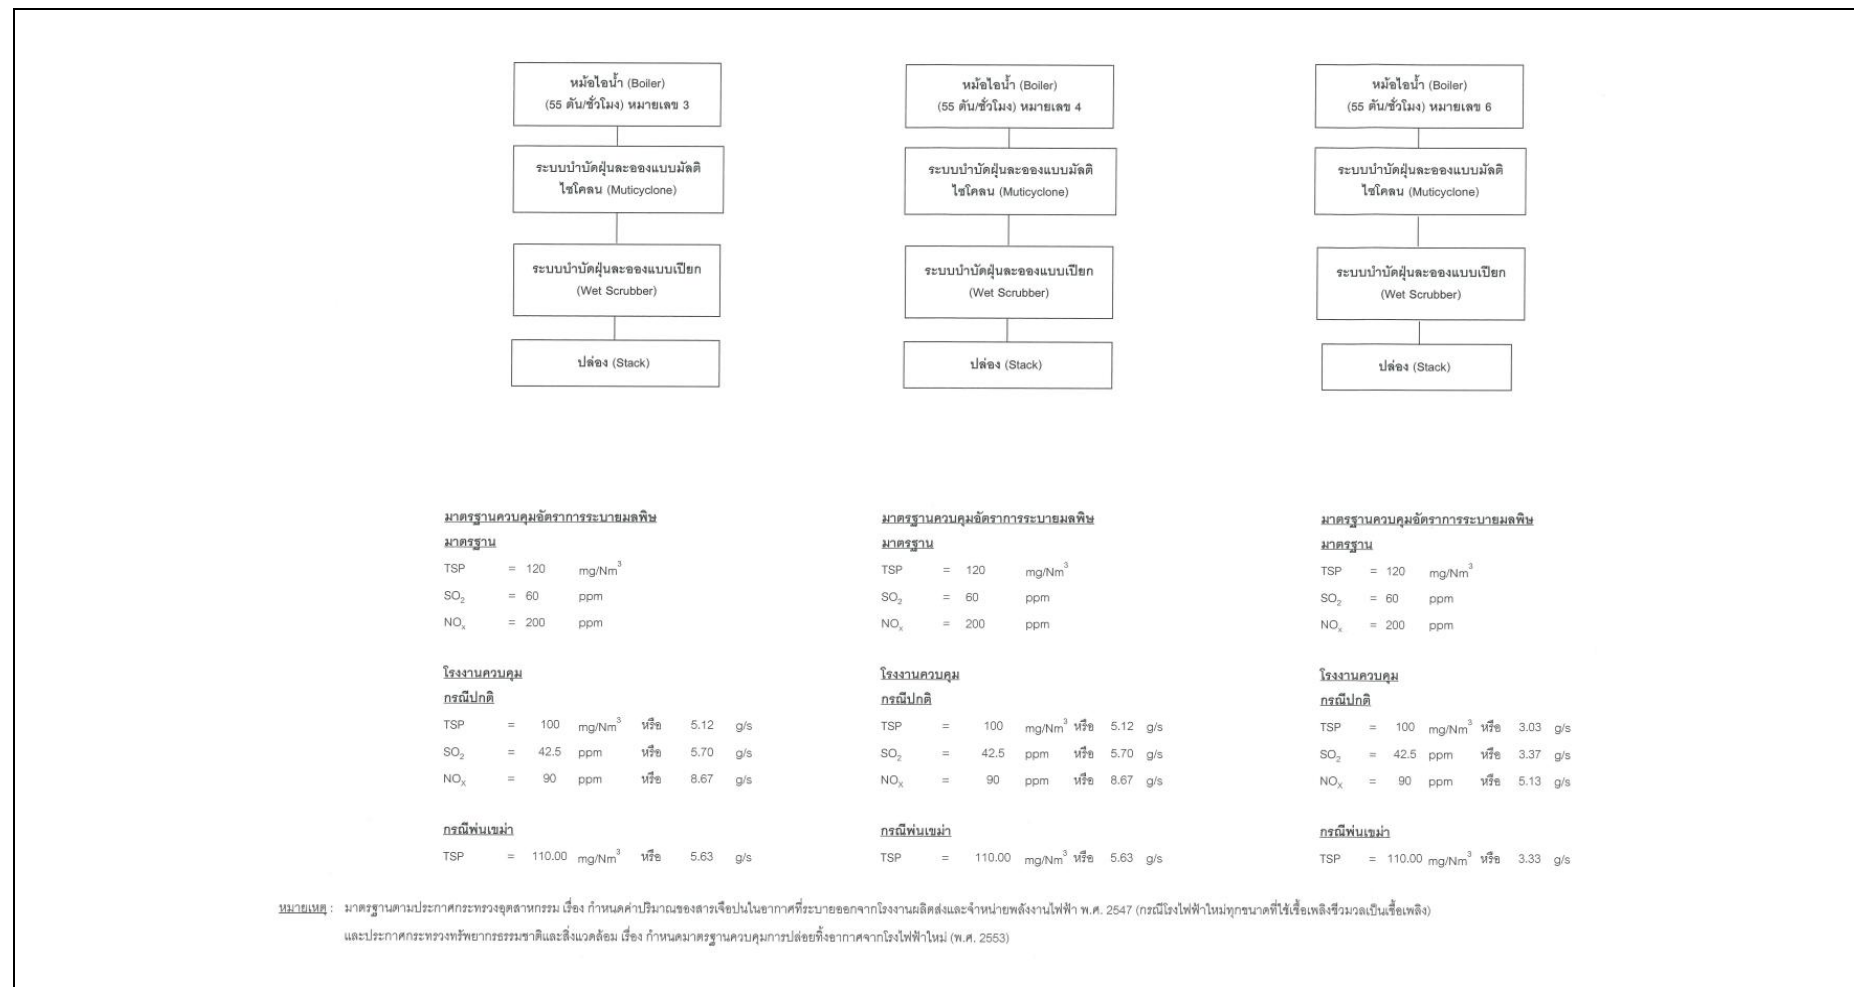 หม้อไอน้ำ (Boiler)
(55 ตัน/ชั่วโมง) หมายเลข 3
ระบบบำบัดฝุ่นละอองแบบมัลติ
ไซโคลน (Muticyclone)
ระบบบำบัดฝุ่นละอองแบบเปียก
(Wet Scrubber)
ปล่อง (Stack)
หม้อไอน้ำ (Boiler)
(55 ตัน/ชั่วโมง) หมายเลข 4
ระบบบำบัดฝุ่นละอองแบบมัลติ
ไซโคลน (Muticyclone)
ระบบบำบัดฝุ่นละอองแบบเปียก
(Wet Scrubber)
ปล่อง (Stack)
หม้อไอน้ำ (Boiler)
(55 ตัน/ชั่วโมง) หมายเลข 6
ระบบบำบัดฝุ่นละอองแบบมัลติ
ไซโคลน (Muticyclone)
ระบบบำบัดฝุ่นละอองแบบเปียก
(Wet Scrubber)
ปล่อง (Stack)
มาตรฐานควบคุมอัตราการระบายมลพิษ
มาตรฐาน
TSP = 120 mg/Nm³
SO₂ = 60 ppm
NOₓ = 200 ppm
โรงงานควบคุม
กรณีปกติ
TSP = 100 mg/Nm³ หรือ 5.12 g/s
SO₂ = 42.5 ppm หรือ 5.70 g/s
NOₓ = 90 ppm หรือ 8.67 g/s
กรณีพ่นเขม่า
TSP = 110.00 mg/Nm³ หรือ 5.63 g/s
มาตรฐานควบคุมอัตราการระบายมลพิษ
มาตรฐาน
TSP = 120 mg/Nm³
SO₂ = 60 ppm
NOₓ = 200 ppm
โรงงานควบคุม
กรณีปกติ
TSP = 100 mg/Nm³ หรือ 5.12 g/s
SO₂ = 42.5 ppm หรือ 5.70 g/s
NOₓ = 90 ppm หรือ 8.67 g/s
กรณีพ่นเขม่า
TSP = 110.00 mg/Nm³ หรือ 5.63 g/s
มาตรฐานควบคุมอัตราการระบายมลพิษ
มาตรฐาน
TSP = 120 mg/Nm³
SO₂ = 60 ppm
NOₓ = 200 ppm
โรงงานควบคุม
กรณีปกติ
TSP = 100 mg/Nm³ หรือ 3.03 g/s
SO₂ = 42.5 ppm หรือ 3.37 g/s
NOₓ = 90 ppm หรือ 5.13 g/s
กรณีพ่นเขม่า
TSP = 110.00 mg/Nm³ หรือ 3.33 g/s
หมายเหตุ : มาตรฐานตามประกาศกระทรวงอุตสาหกรรม เรื่อง กำหนดค่าปริมาณของสารเจือปนในอากาศที่ระบายออกจากโรงงานผลิตส่งและจำหน่ายพลังงานไฟฟ้า พ.ศ. 2547 (กรณีโรงไฟฟ้าใหม่ทุกขนาดที่ใช้เชื้อเพลิงชีวมวลเป็นเชื้อเพลิง)
และประกาศกระทรวงทรัพยากรธรรมชาติและสิ่งแวดล้อม เรื่อง กำหนดมาตรฐานควบคุมการปล่อยทิ้งอากาศจากโรงไฟฟ้าใหม่ (พ.ศ. 2553)